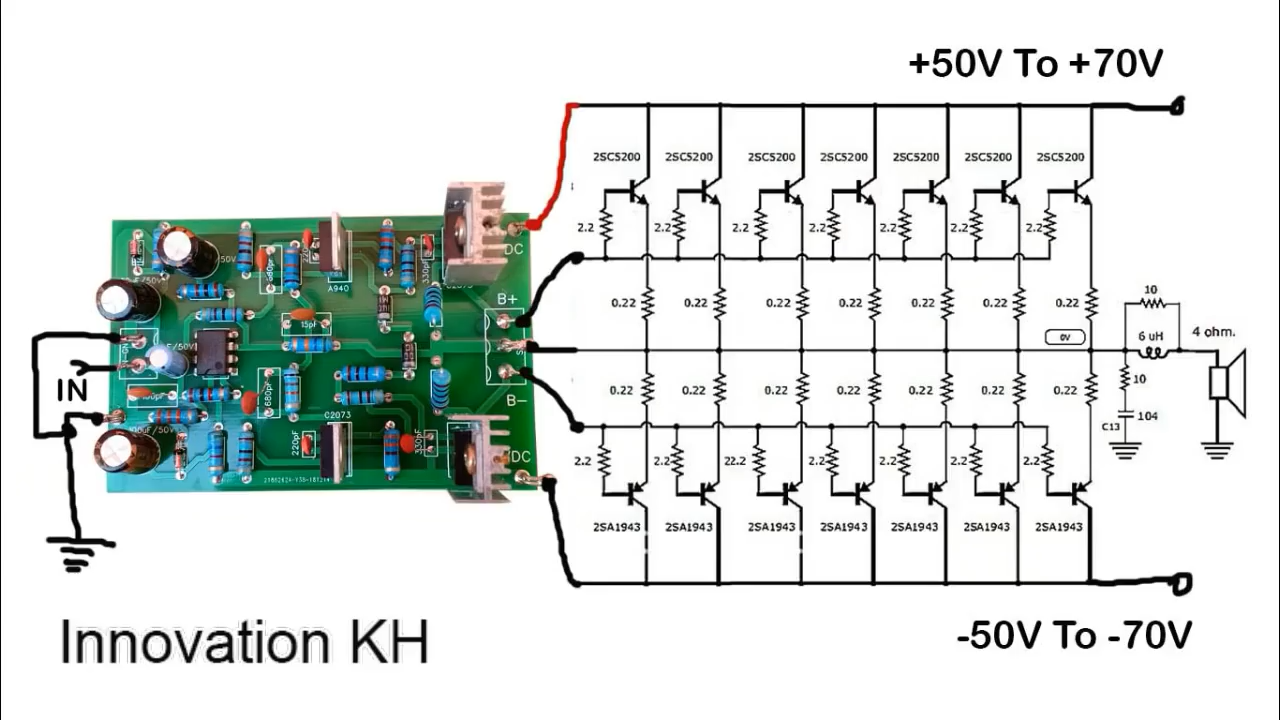 +50V To +70V
2SC5200 2SC5200 2SC5200 2SC5200 2SC5200 2SC5200 2SC5200
2.2 2.2 2.2 2.2 2.2 2.2 2.2
DC
A940
B+
0.22 0.22 0.22 0.22 0.22 0.22 0.22
10
15pF
0V
6 uH
4 ohm.
IN
680pF
0.22 0.22 0.22 0.22 0.22 0.22 0.22
10
B-
C2073
C13
104
220pF
330pF
DC
2.2 2.2 22.2 2.2 2.2 2.2 2.2
2SA1943 2SA1943 2SA1943 2SA1943 2SA1943 2SA1943 2SA1943
Innovation KH
-50V To -70V